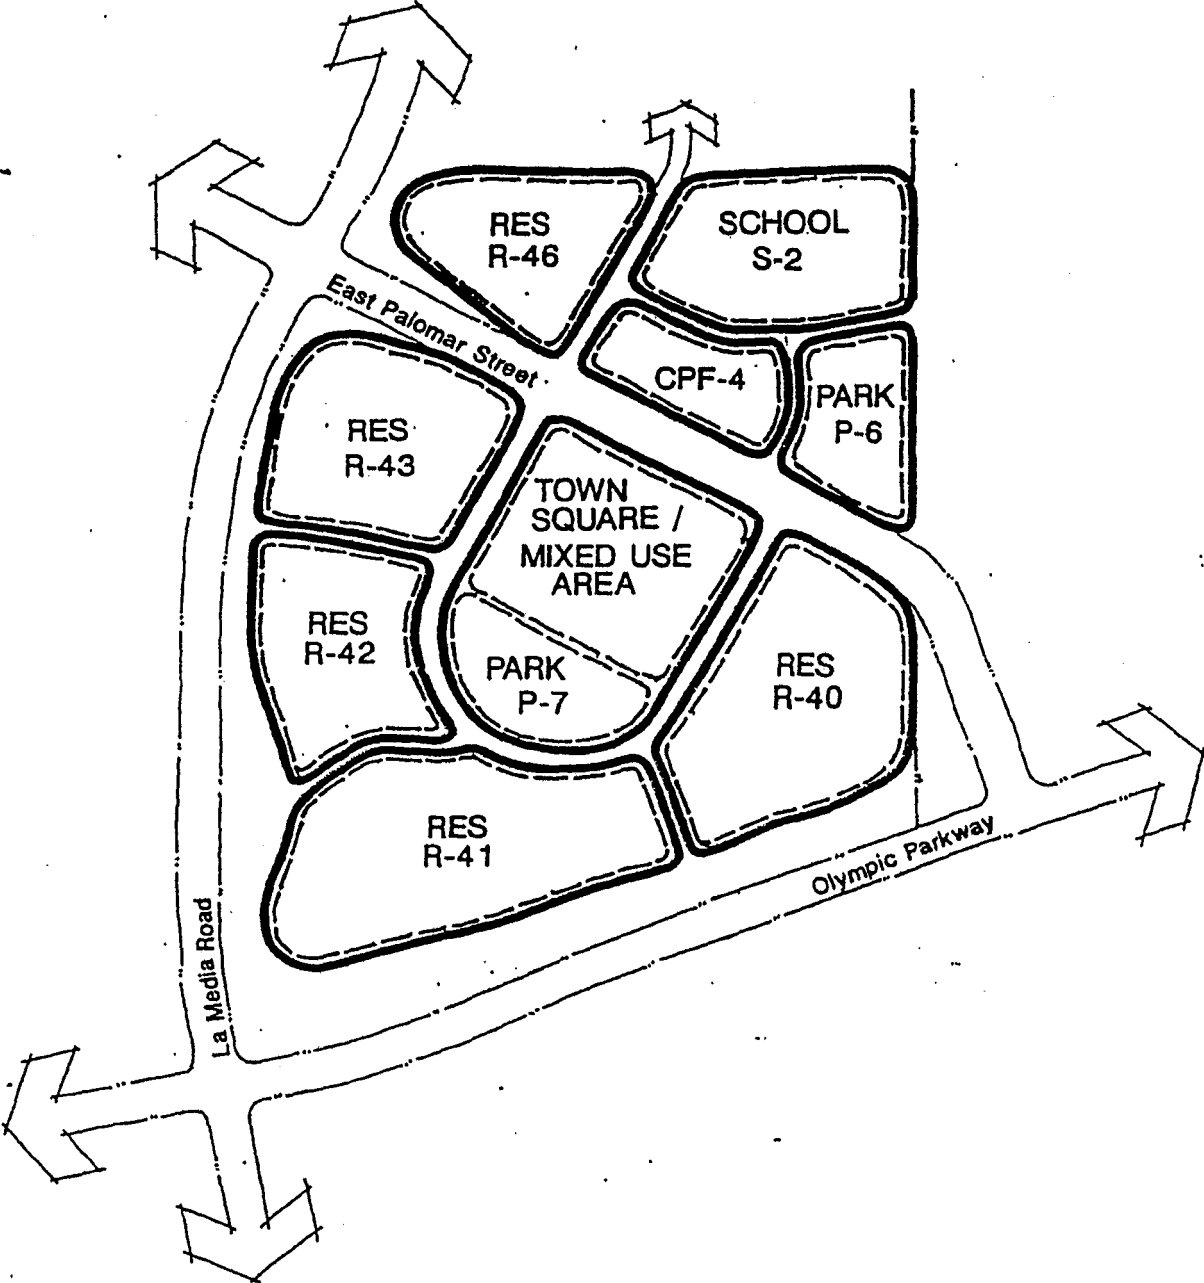 RES
R-46
SCHOOL
S-2
East Palomar Street
CPF-4
PARK
P-6
RES
R-43
TOWN
SQUARE /
MIXED USE
AREA
RES
R-42
PARK
P-7
RES
R-40
RES
R-41
Olympic Parkway
La Media Road